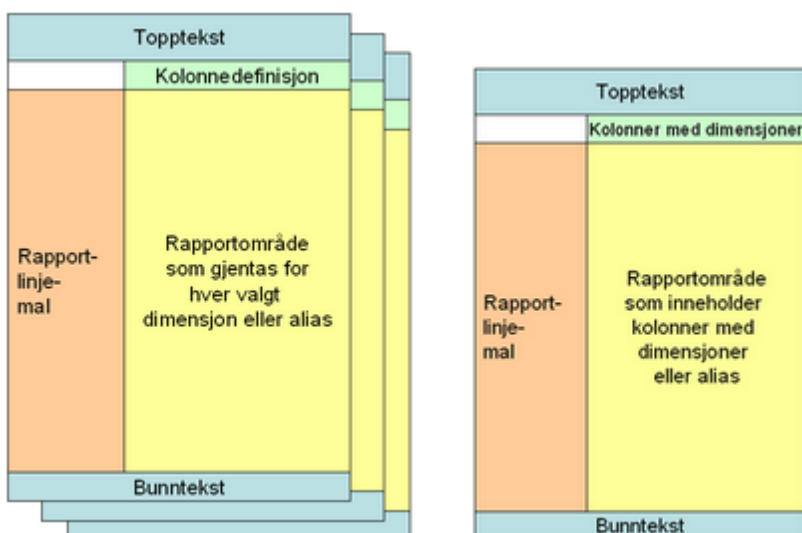 Topptekst
Kolonnedefinisjon
Rapport-
linje-
mal
Rapportområde
som gjentas for
hver valgt
dimensjon eller alias
Bunntekst
Topptekst
Kolonner med dimensjoner
Rapport-
linje-
mal
Rapportområde
som inneholder
kolonner med
dimensjoner
eller alias
Bunntekst